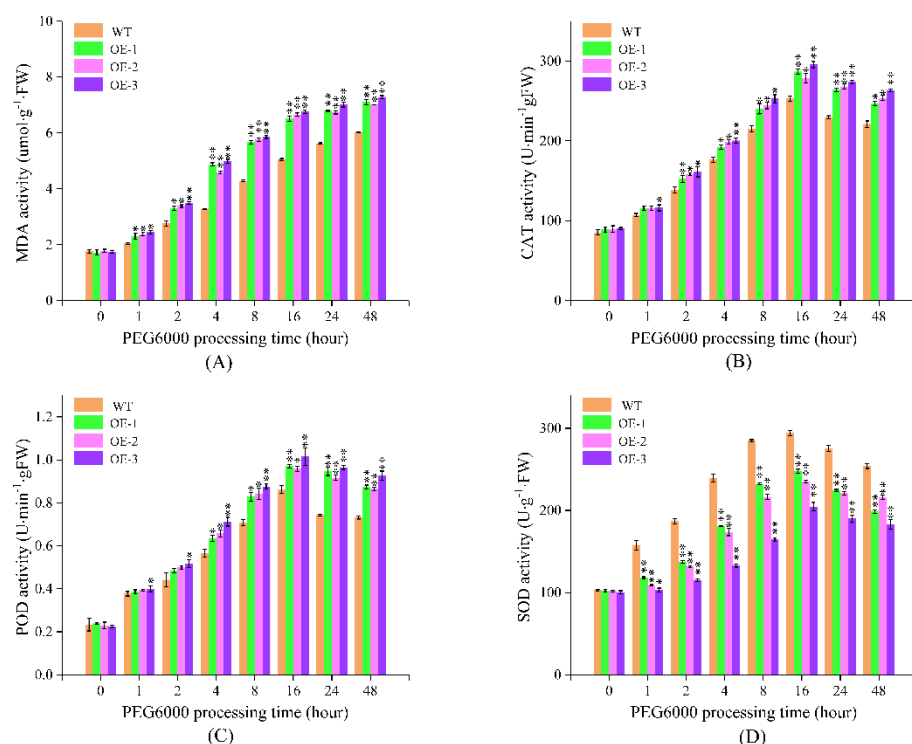 10
8
6
4
2
0
MDA activity (umol·g⁻¹·FW)
WT
OE-1
OE-2
OE-3
** ** ** ** ** ** ** ** ** ** ** ** ** ** **
* * * * * **
0 1 2 4 8 16 24 48
PEG6000 processing time (hour)
(A)
300
200
100
0
CAT activity (U·min⁻¹gFW)
WT
OE-1
OE-2
OE-3
0 1 2 4 8 16 24 48
PEG6000 processing time (hour)
(B)
1.2
1.0
0.8
0.6
0.4
0.2
0.0
POD activity (U·min⁻¹gFW)
WT
OE-1
OE-2
OE-3
0 1 2 4 8 16 24 48
PEG6000 processing time (hour)
(C)
300
200
100
0
SOD activity (U·g⁻¹·FW)
WT
OE-1
OE-2
OE-3
0 1 2 4 8 16 24 48
PEG6000 processing time (hour)
(D)